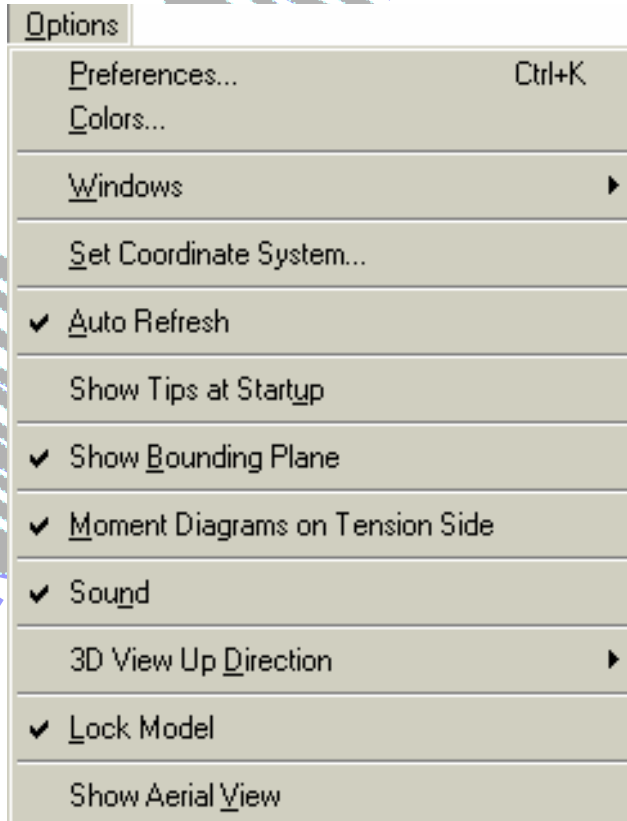 Options
Preferences... Ctrl+K
Colors...
Windows
Set Coordinate System...
Auto Refresh
Show Tips at Startup
Show Bounding Plane
Moment Diagrams on Tension Side
Sound
3D View Up Direction
Lock Model
Show Aerial View